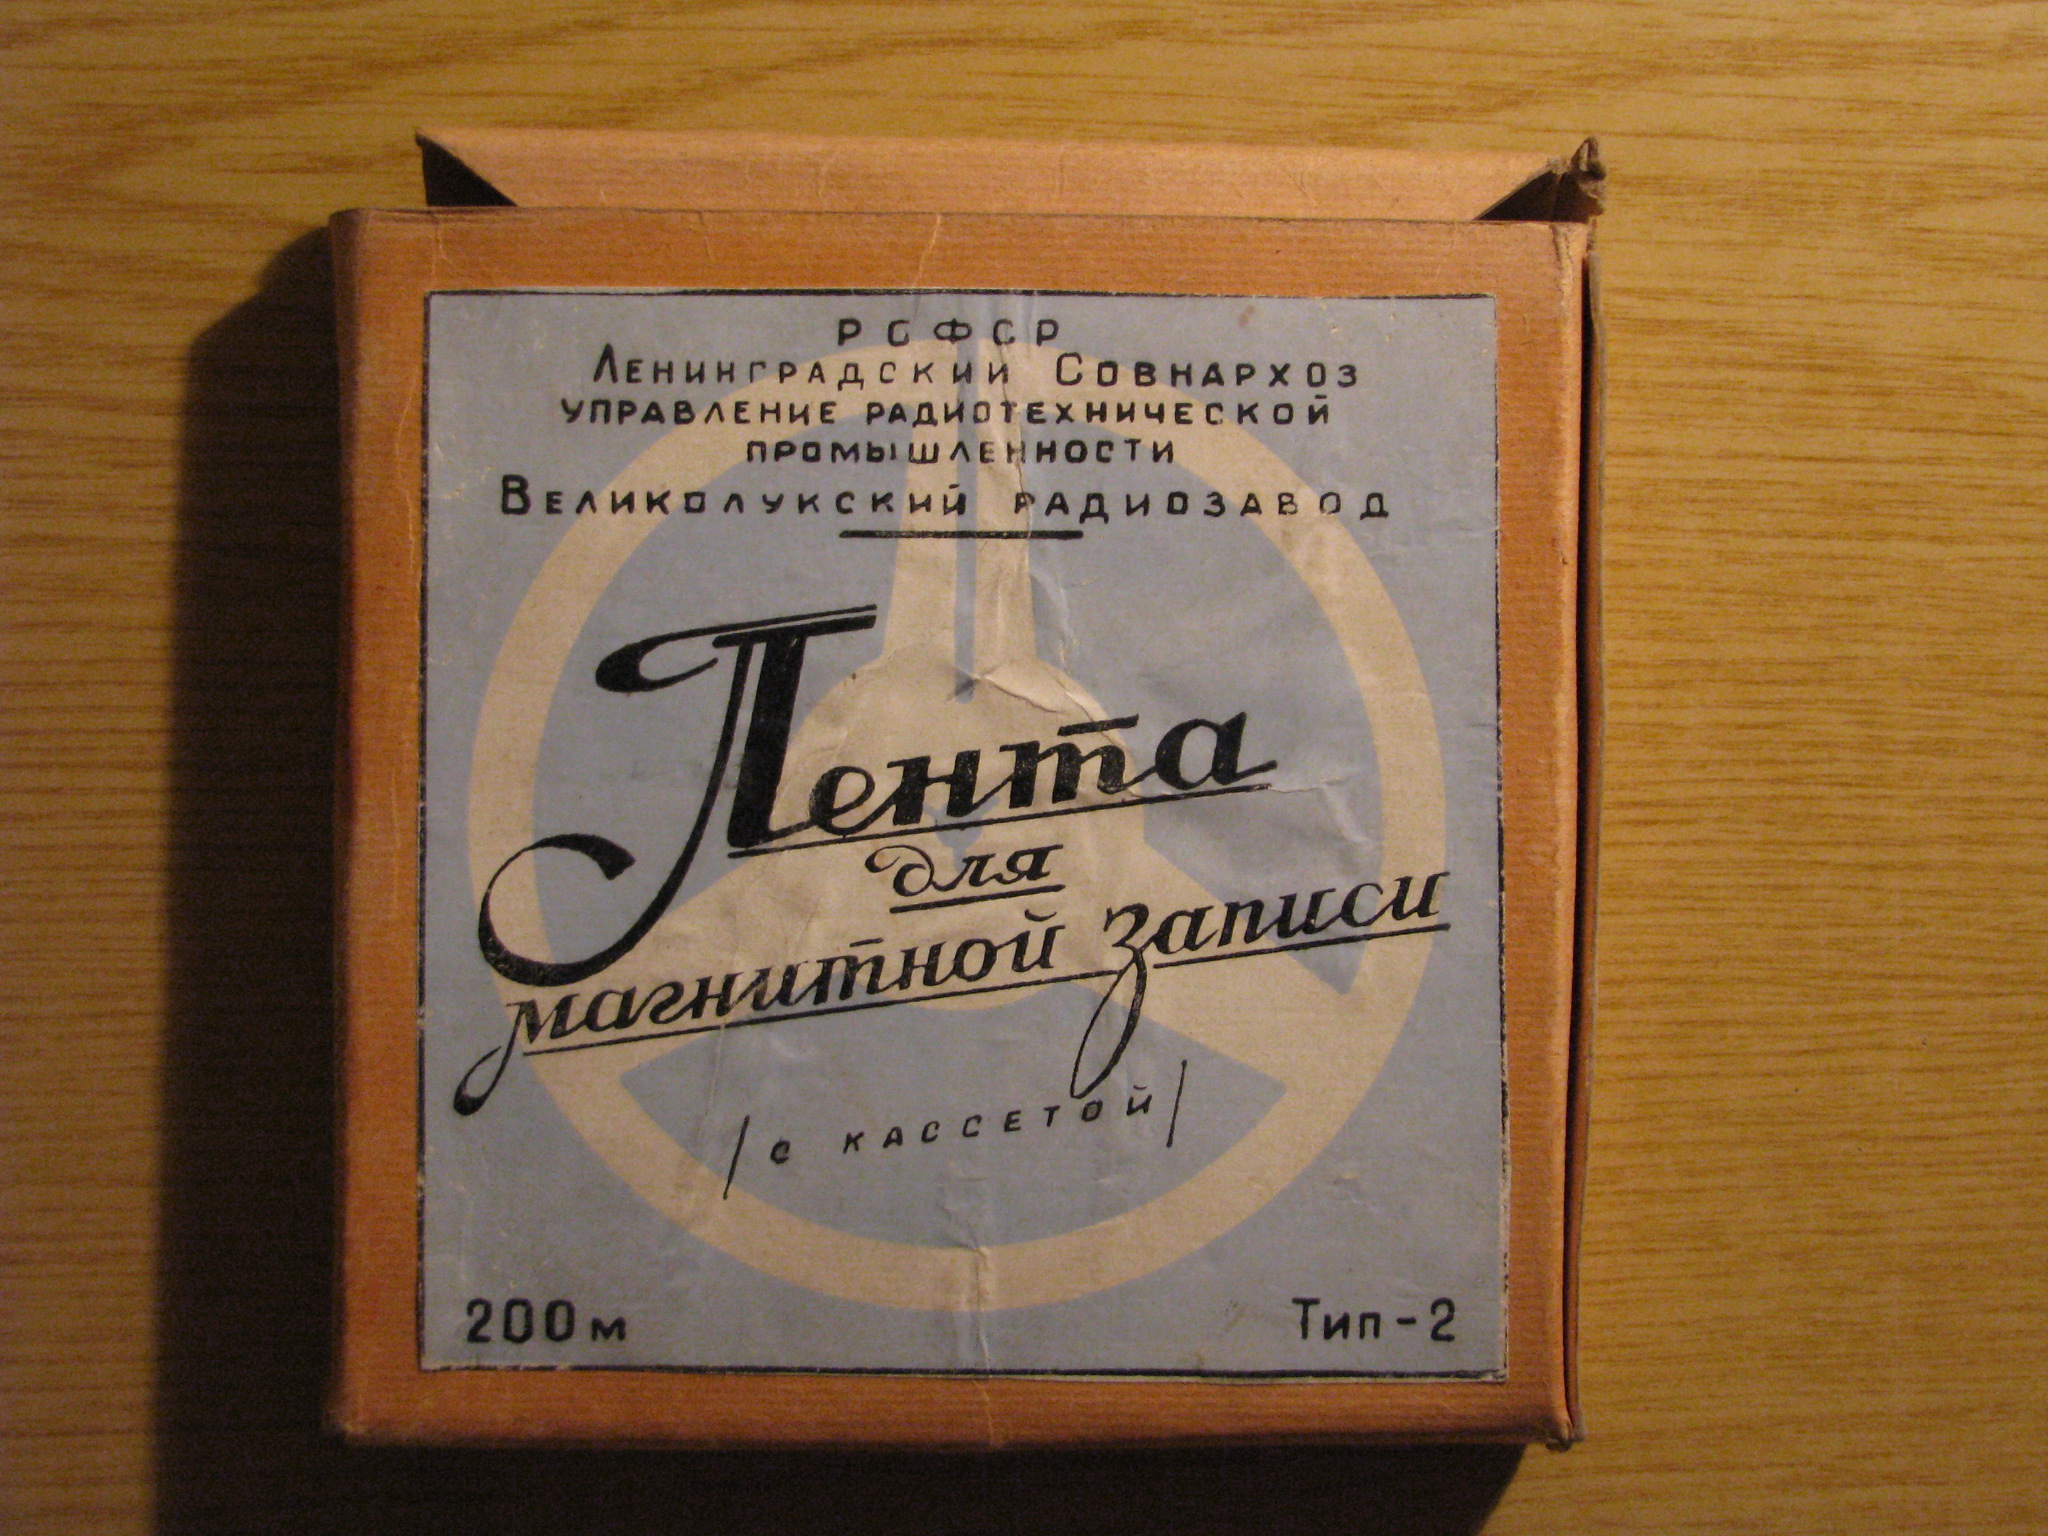 РСФСР
Ленинградский Совнархоз
управление радиотехнической
промышленности
Великолукский радиозавод
Лента
для
магнитной записи
/с кассетой/
200м
Тип-2